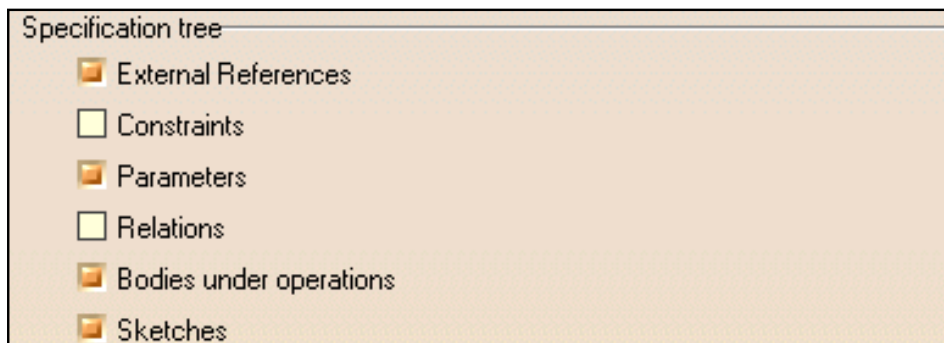 Specification tree
External References
Constraints
Parameters
Relations
Bodies under operations
Sketches